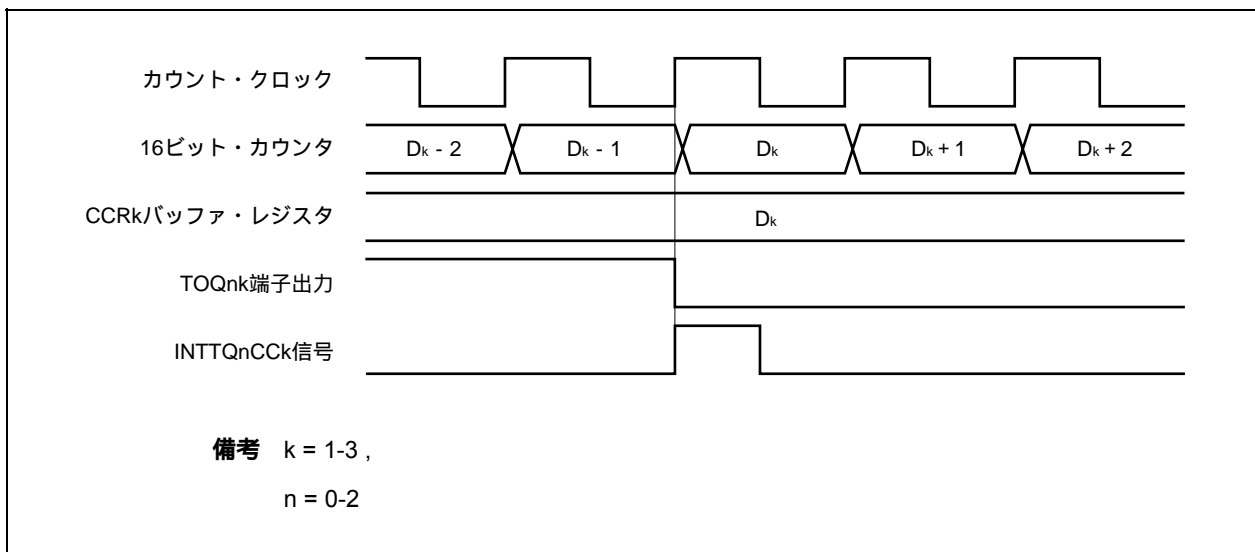 カウント・クロック
16ビット・カウンタ Dk - 2 Dk - 1 Dk Dk + 1 Dk + 2
CCRkバッファ・レジスタ Dk
TOQnk端子出力
INTTQnCCk信号
備考 k = 1-3 ,
n = 0-2